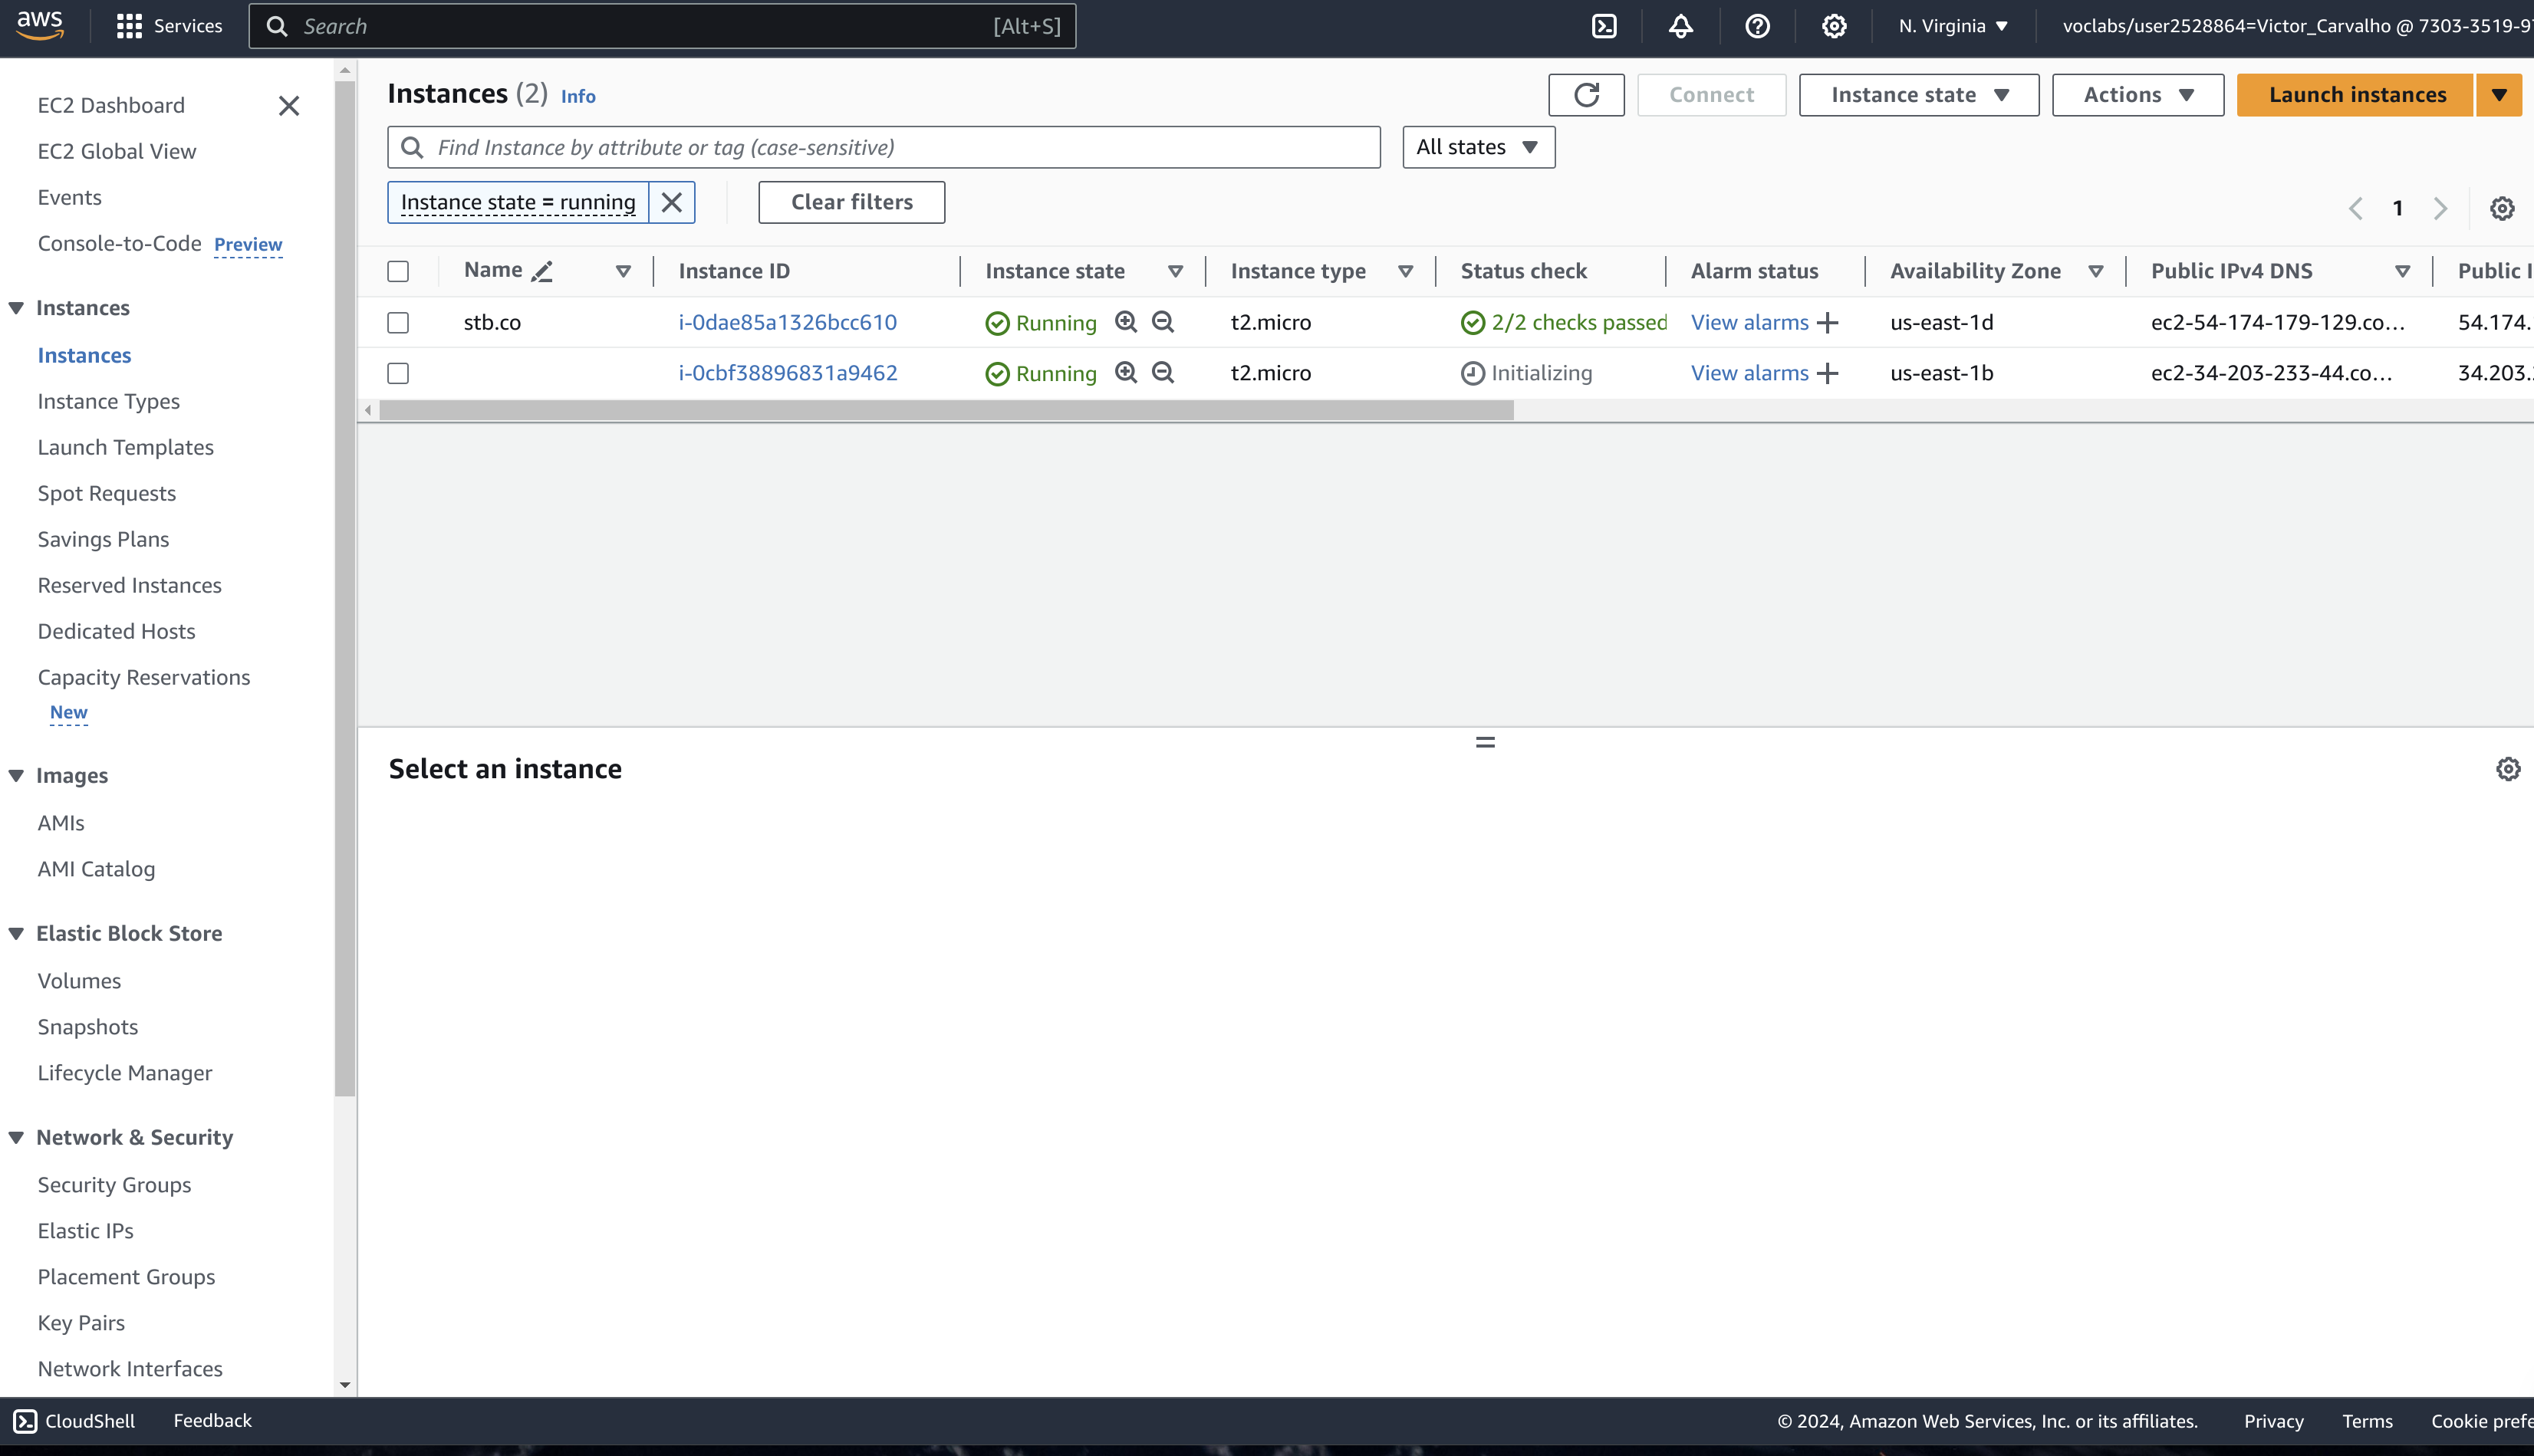 aws
Services
Search
[Alt+S]
N. Virginia
voclabs/user2528864=Victor_Carvalho @ 7303-3519-9
EC2 Dashboard
EC2 Global View
Events
Console-to-Code Preview
Instances
Instances
Instance Types
Launch Templates
Spot Requests
Savings Plans
Reserved Instances
Dedicated Hosts
Capacity Reservations
New
Images
AMIs
AMI Catalog
Elastic Block Store
Volumes
Snapshots
Lifecycle Manager
Network & Security
Security Groups
Elastic IPs
Placement Groups
Key Pairs
Network Interfaces
Instances (2) Info
Connect
Instance state
Actions
Launch instances
Find Instance by attribute or tag (case-sensitive)
All states
Instance state = running
Clear filters
1
Name Instance ID Instance state Instance type Status check Alarm status Availability Zone Public IPv4 DNS Public I
stb.co i-0dae85a1326bcc610 Running t2.micro 2/2 checks passed View alarms us-east-1d ec2-54-174-179-129.co... 54.174.
i-0cbf38896831a9462 Running t2.micro Initializing View alarms us-east-1b ec2-34-203-233-44.co... 34.203.
Select an instance
CloudShell
Feedback
© 2024, Amazon Web Services, Inc. or its affiliates.
Privacy
Terms
Cookie prefe